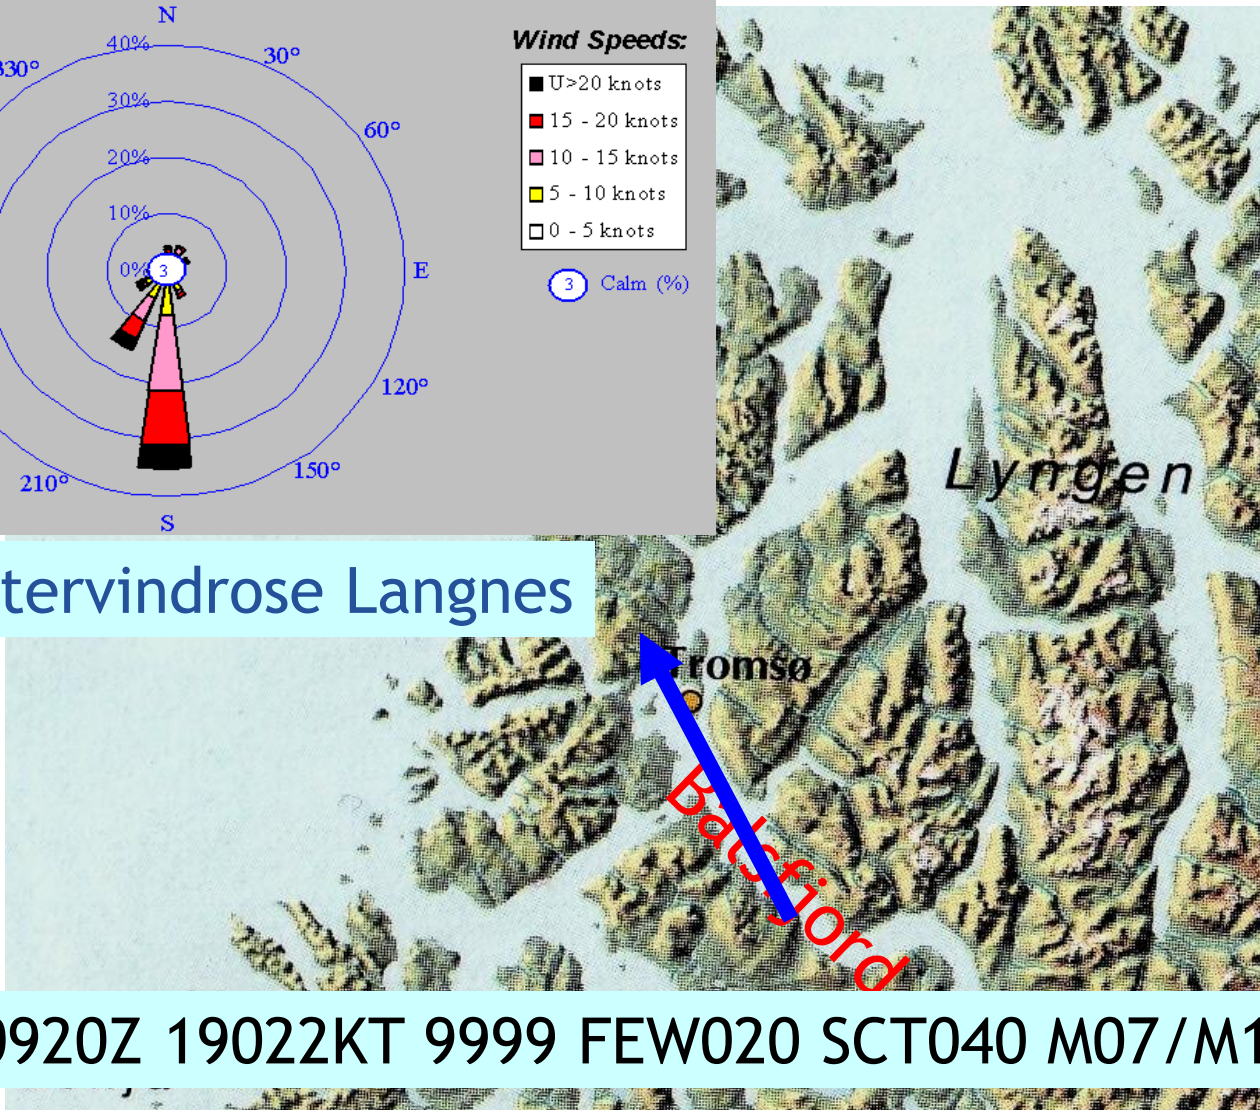 N
40%
30%
20%
10%
0%
3
330°
30°
60°
E
120°
150°
S
210°
Wind Speeds:
U>20 knots
15 - 20 knots
10 - 15 knots
5 - 10 knots
0 - 5 knots
3 Calm (%)
Lyngen
tervindrose Langnes
Tromsø
Balsfjord
0920Z 19022KT 9999 FEW020 SCT040 M07/M1